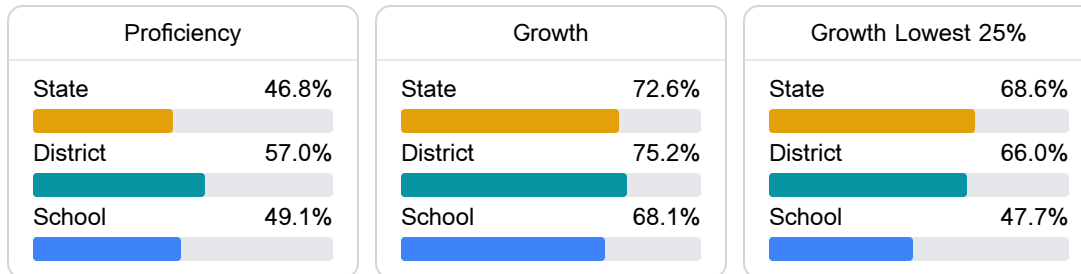 Proficiency
State 46.8%
District 57.0%
School 49.1%
Growth
State 72.6%
District 75.2%
School 68.1%
Growth Lowest 25%
State 68.6%
District 66.0%
School 47.7%